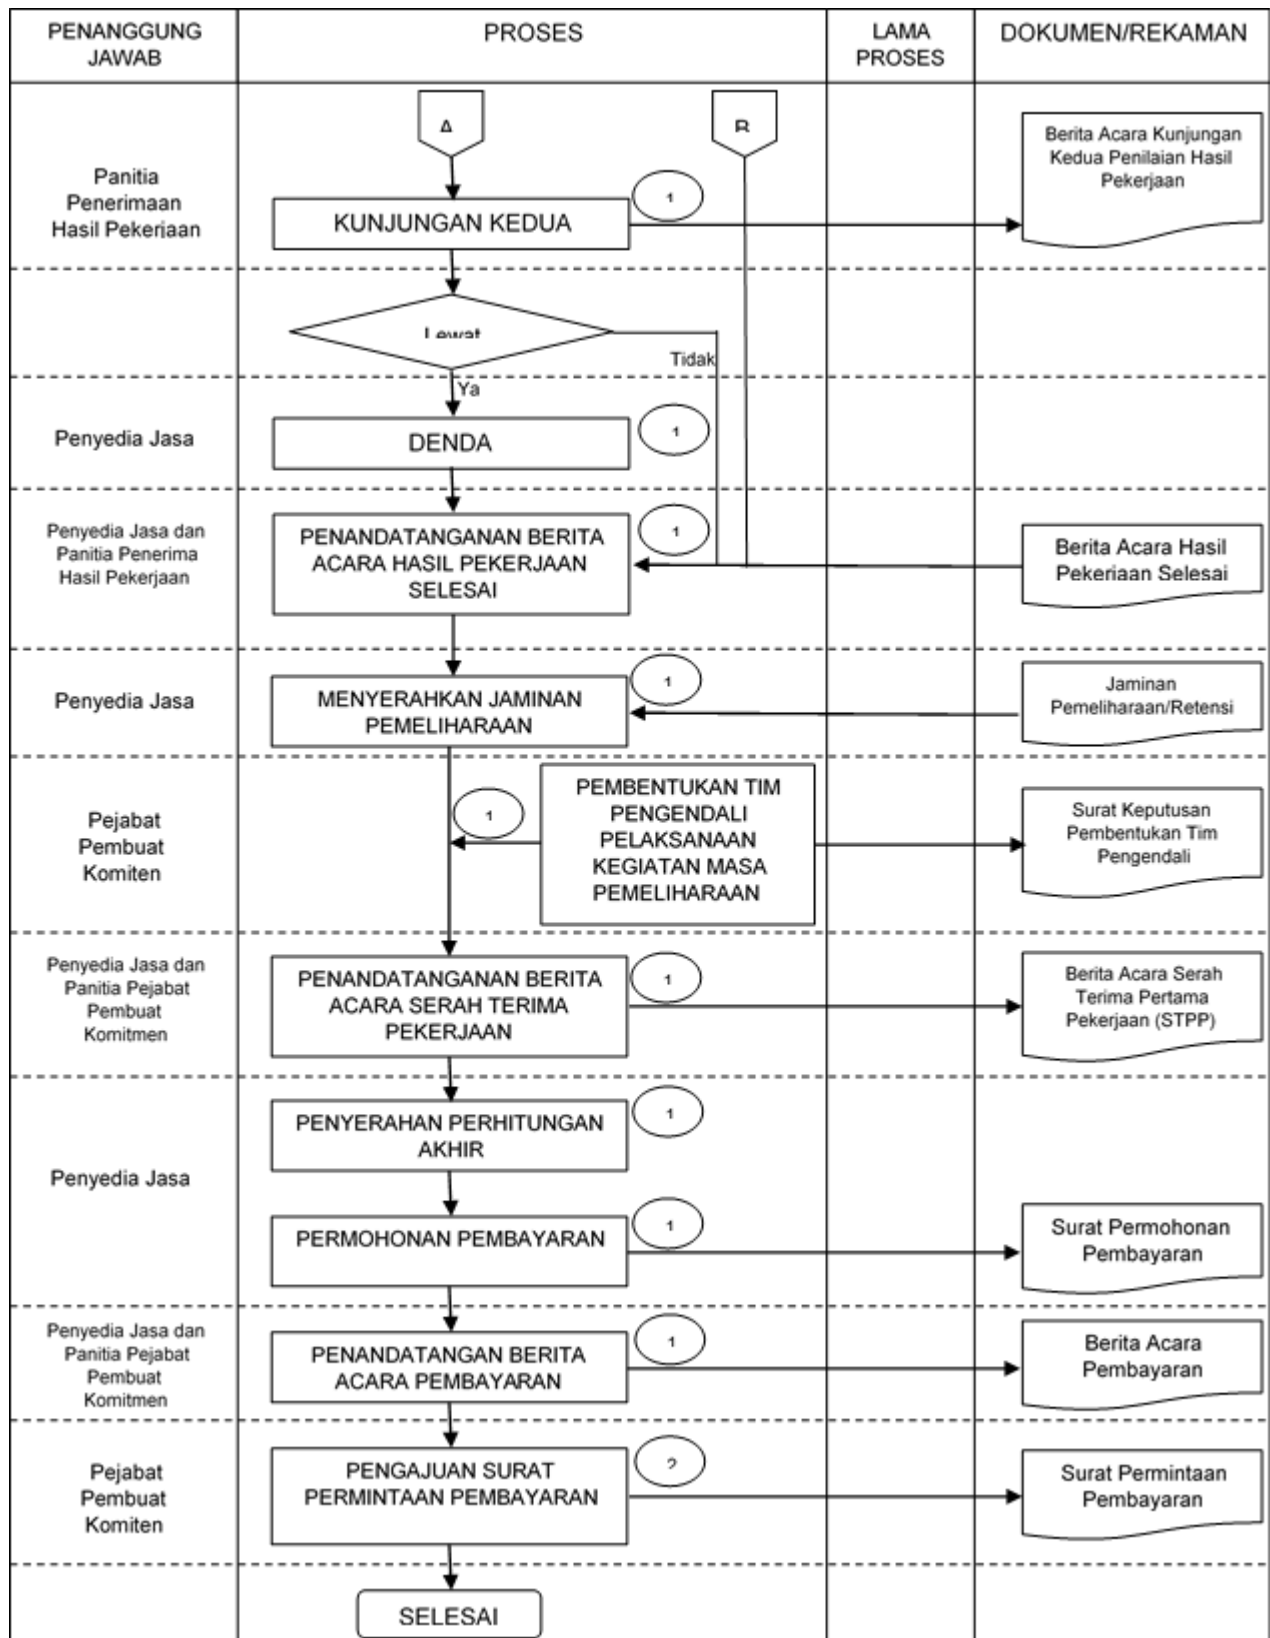 PENANGGUNG
JAWAB
PROSES
LAMA
PROSES
DOKUMEN/REKAMAN
A
B
Panitia
Penerimaan
Hasil Pekerjaan
KUNJUNGAN KEDUA
1
Berita Acara Kunjungan
Kedua Penilaian Hasil
Pekerjaan
Lewat
Tidak
Ya
Penyedia Jasa
DENDA
1
Penyedia Jasa dan
Panitia Penerima
Hasil Pekerjaan
PENANDATANGANAN BERITA
ACARA HASIL PEKERJAAN
SELESAI
1
Berita Acara Hasil
Pekerjaan Selesai
Penyedia Jasa
MENYERAHKAN JAMINAN
PEMELIHARAAN
1
Jaminan
Pemeliharaan/Retensi
Pejabat
Pembuat
Komiten
1
PEMBENTUKAN TIM
PENGENDALI
PELAKSANAAN
KEGIATAN MASA
PEMELIHARAAN
Surat Keputusan
Pembentukan Tim
Pengendali
Penyedia Jasa dan
Panitia Pejabat
Pembuat
Komitmen
PENANDATANGANAN BERITA
ACARA SERAH TERIMA
PEKERJAAN
1
Berita Acara Serah
Terima Pertama
Pekerjaan (STPP)
Penyedia Jasa
PENYERAHAN PERHITUNGAN
AKHIR
1
PERMOHONAN PEMBAYARAN
1
Surat Permohonan
Pembayaran
Penyedia Jasa dan
Panitia Pejabat
Pembuat
Komitmen
PENANDATANGAN BERITA
ACARA PEMBAYARAN
1
Berita Acara
Pembayaran
Pejabat
Pembuat
Komiten
PENGAJUAN SURAT
PERMINTAAN PEMBAYARAN
2
Surat Permintaan
Pembayaran
SELESAI